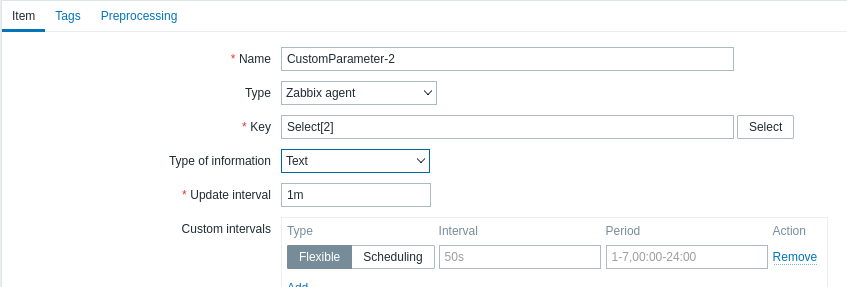 Item Tags Preprocessing
* Name CustomParameter-2
Type Zabbix agent
* Key Select[2] Select
Type of information Text
* Update interval 1m
Custom intervals Type Interval Period Action
Flexible Scheduling 50s 1-7,00:00-24:00 Remove
Add